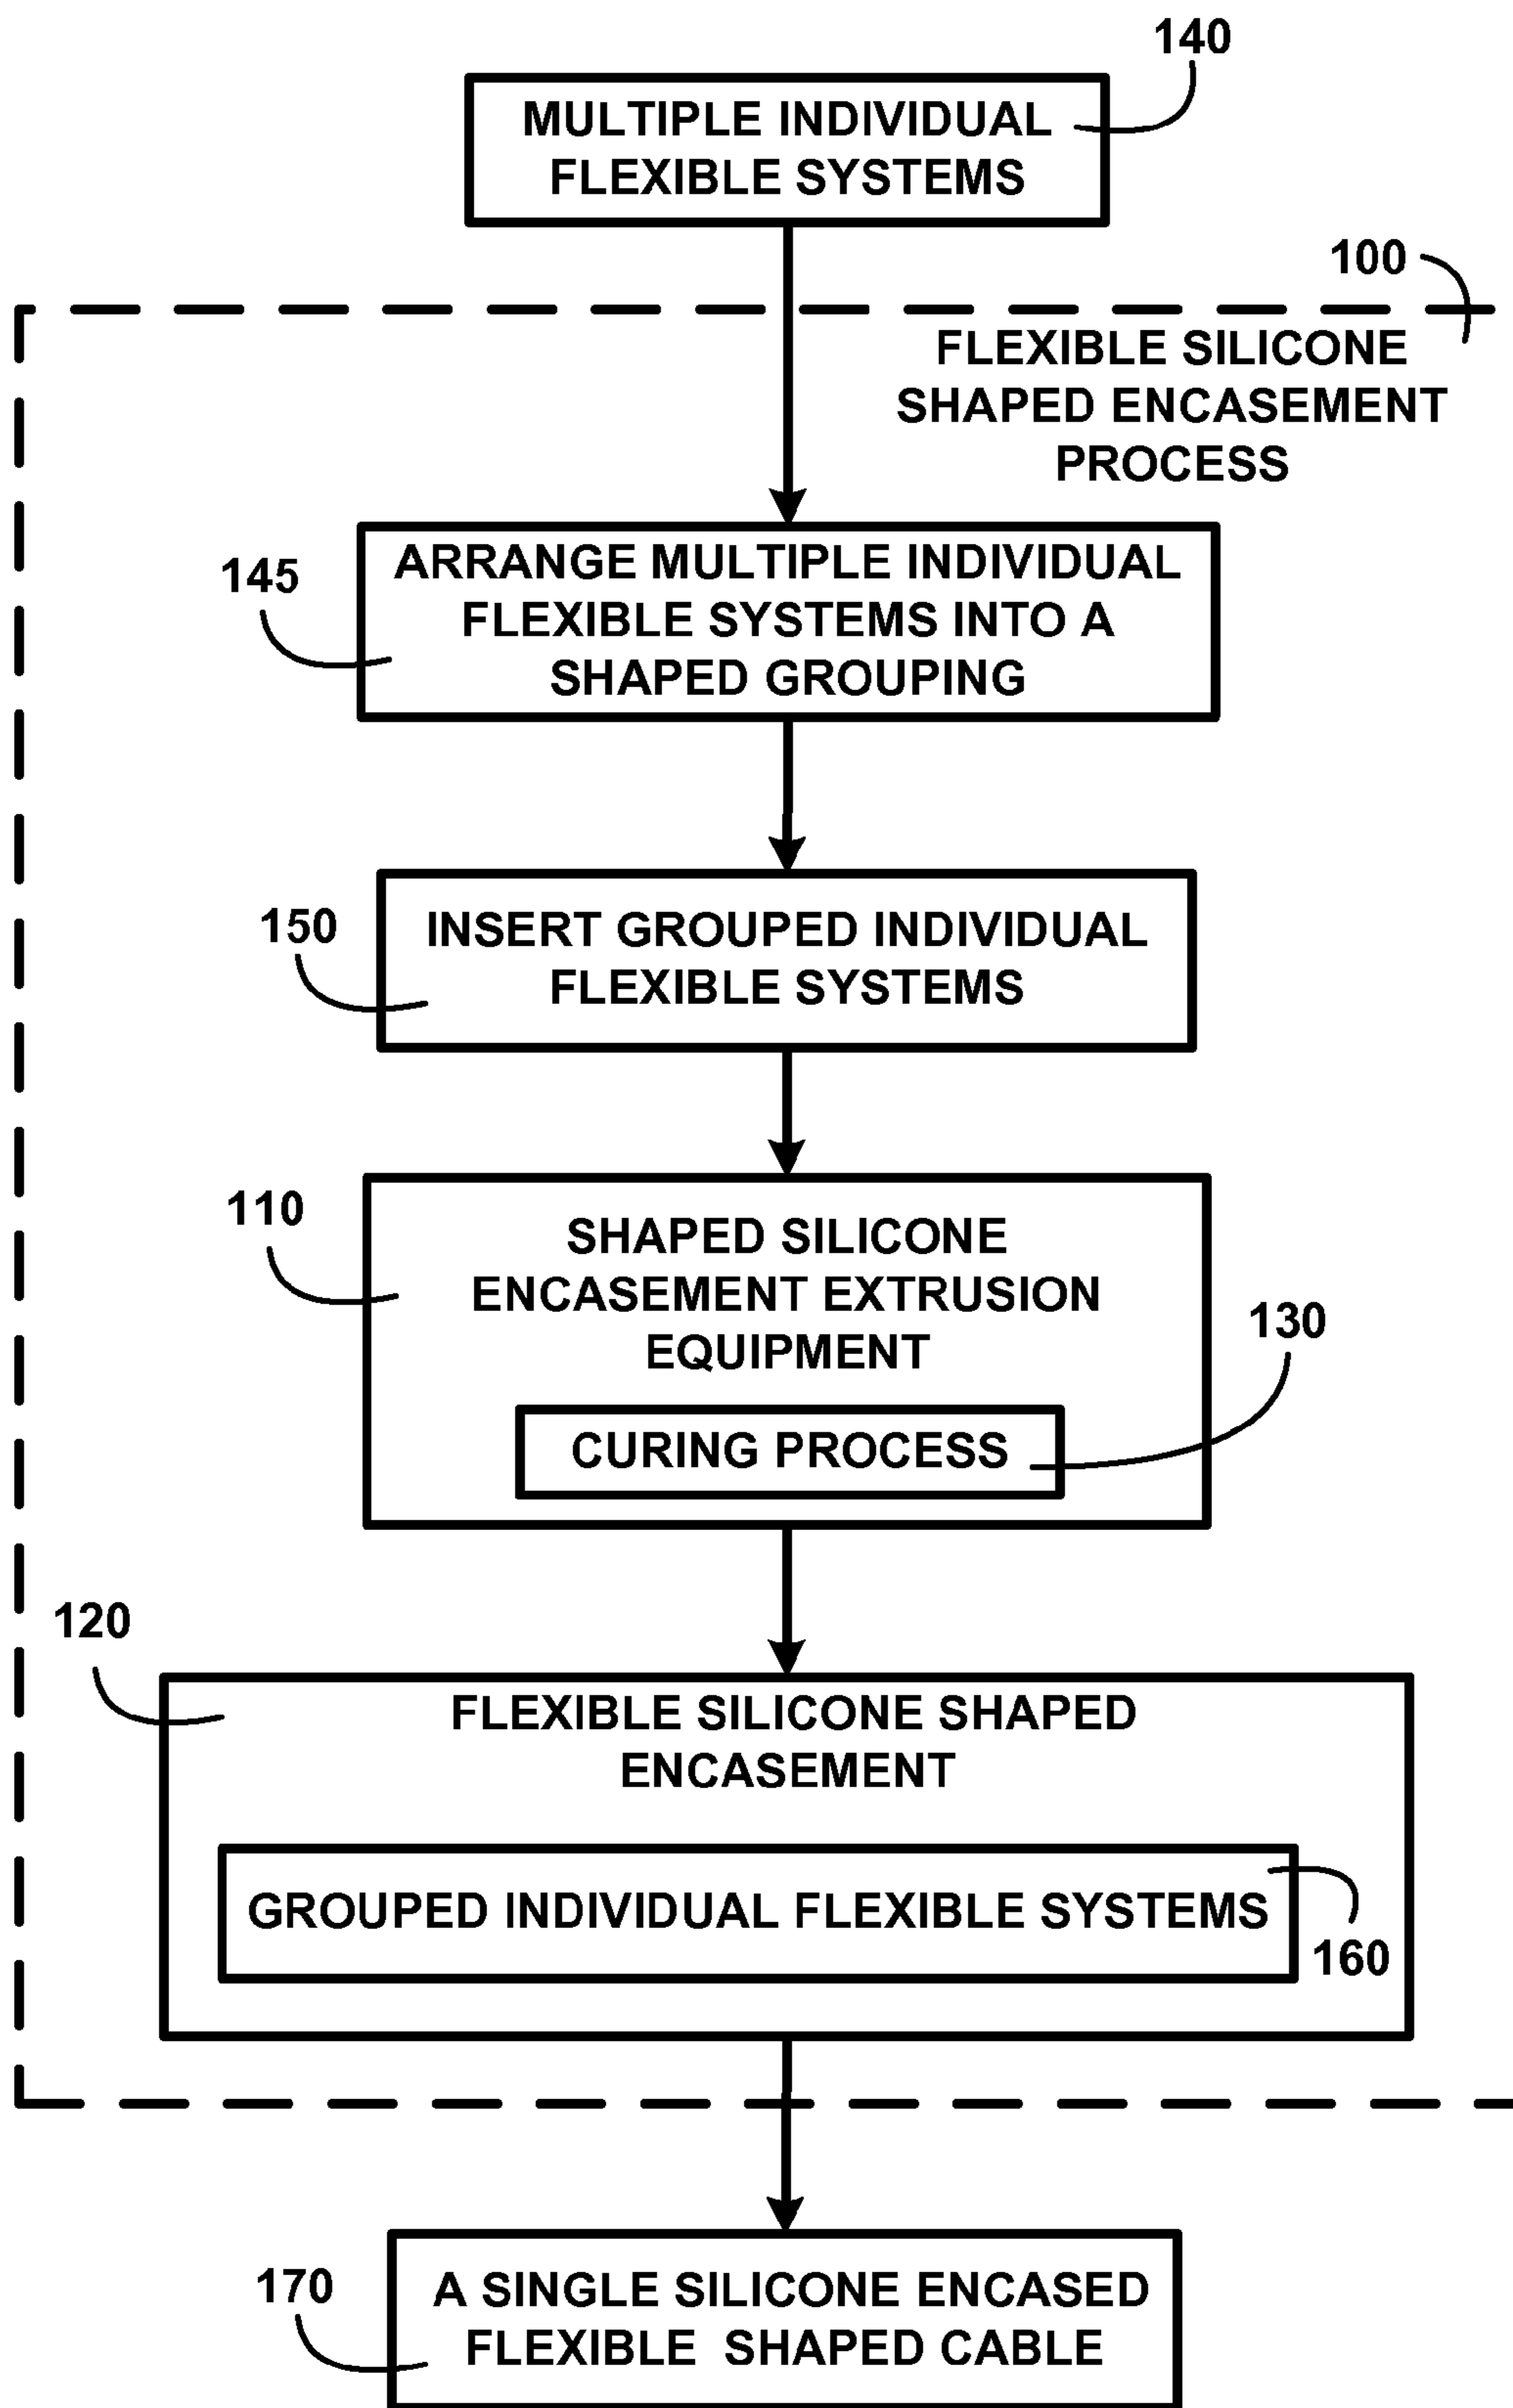 140
MULTIPLE INDIVIDUAL
FLEXIBLE SYSTEMS
100
FLEXIBLE SILICONE
SHAPED ENCASEMENT
PROCESS
145
ARRANGE MULTIPLE INDIVIDUAL
FLEXIBLE SYSTEMS INTO A
SHAPED GROUPING
150
INSERT GROUPED INDIVIDUAL
FLEXIBLE SYSTEMS
110
SHAPED SILICONE
ENCASEMENT EXTRUSION
EQUIPMENT
130
CURING PROCESS
120
FLEXIBLE SILICONE SHAPED
ENCASEMENT
GROUPED INDIVIDUAL FLEXIBLE SYSTEMS
160
170
A SINGLE SILICONE ENCASED
FLEXIBLE SHAPED CABLE